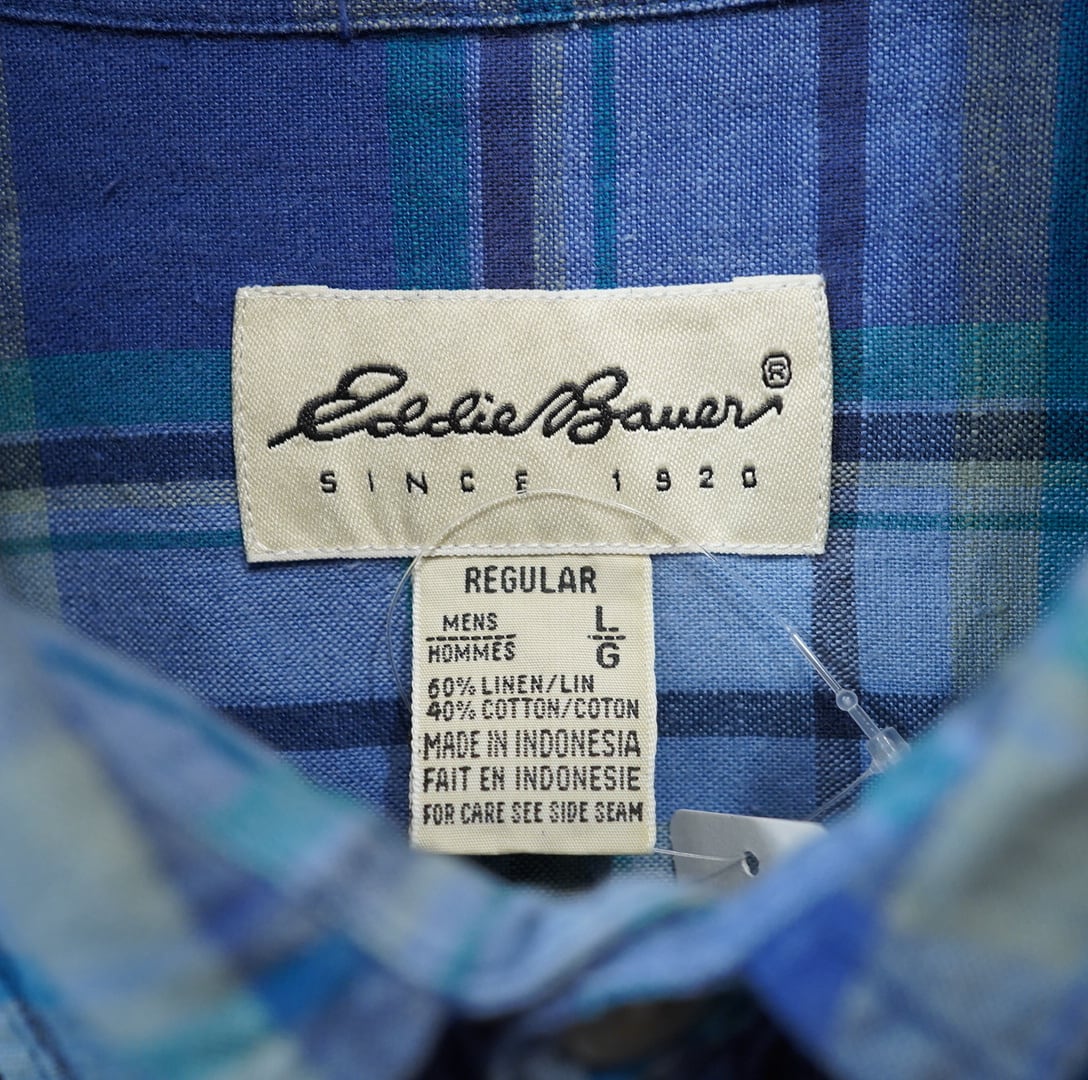 Eddie Bauer®
SINCE 1920
REGULAR
MENS
HOMMES
L
G
60% LINEN/LIN
40% COTTON/COTON
MADE IN INDONESIA
FAIT EN INDONESIE
FOR CARE SEE SIDE SEAM